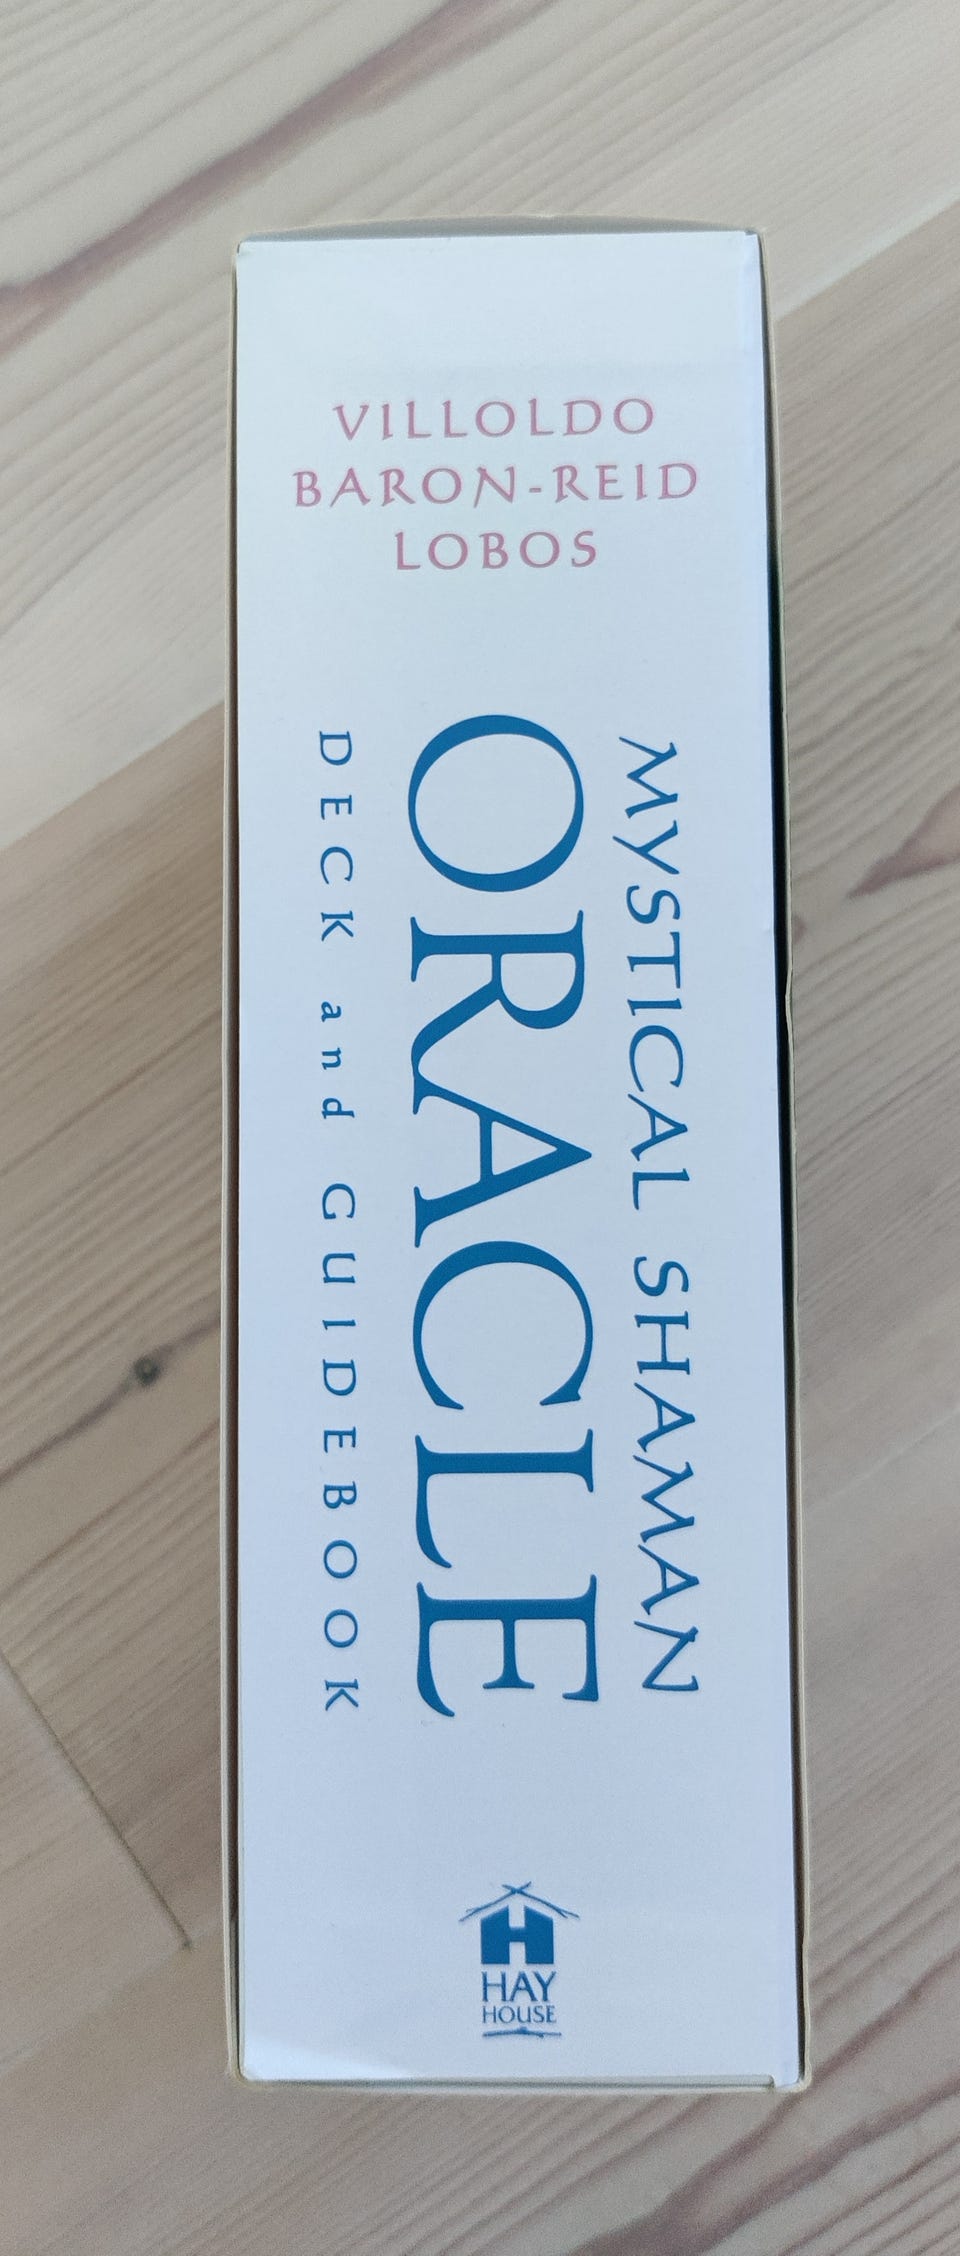 VILLOLDO
BARON-REID
LOBOS
MYSTICAL SHAMAN
ORACLE
DECK and GUIDEBOOK
H
HAY
HOUSE